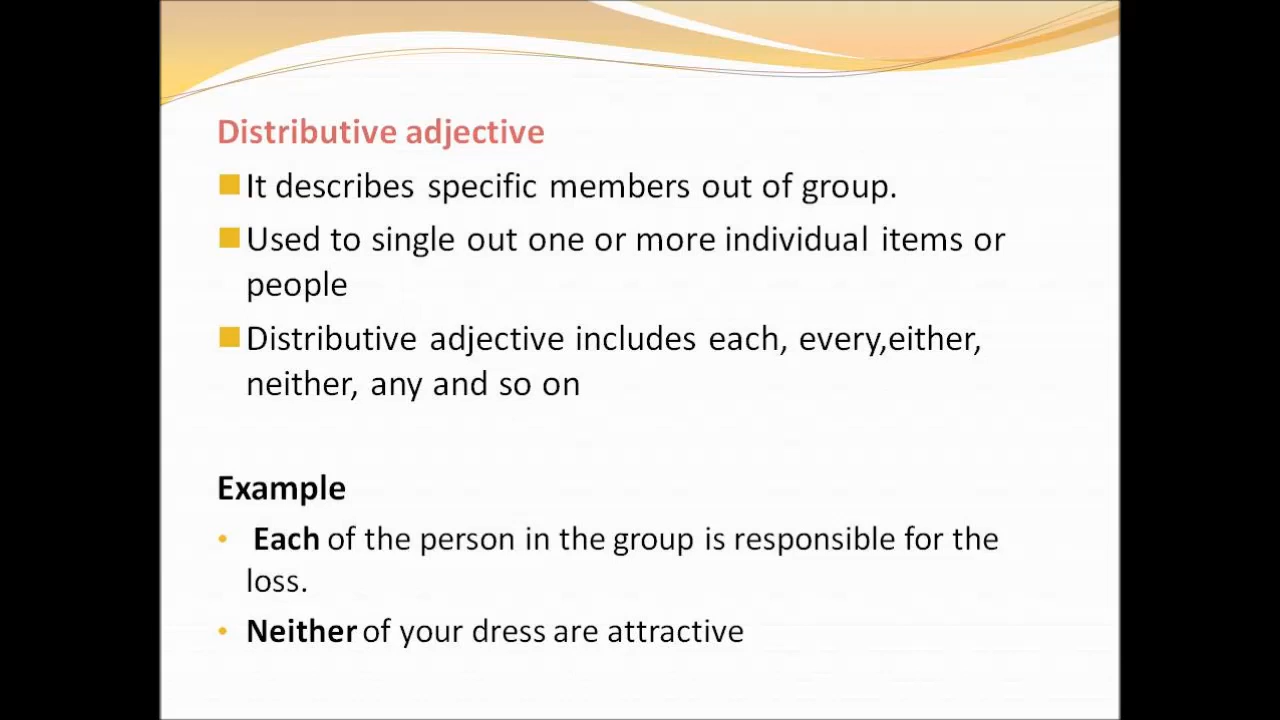 Distributive adjective
It describes specific members out of group.
Used to single out one or more individual items or
people
Distributive adjective includes each, every,either,
neither, any and so on
Example
Each of the person in the group is responsible for the
loss.
Neither of your dress are attractive